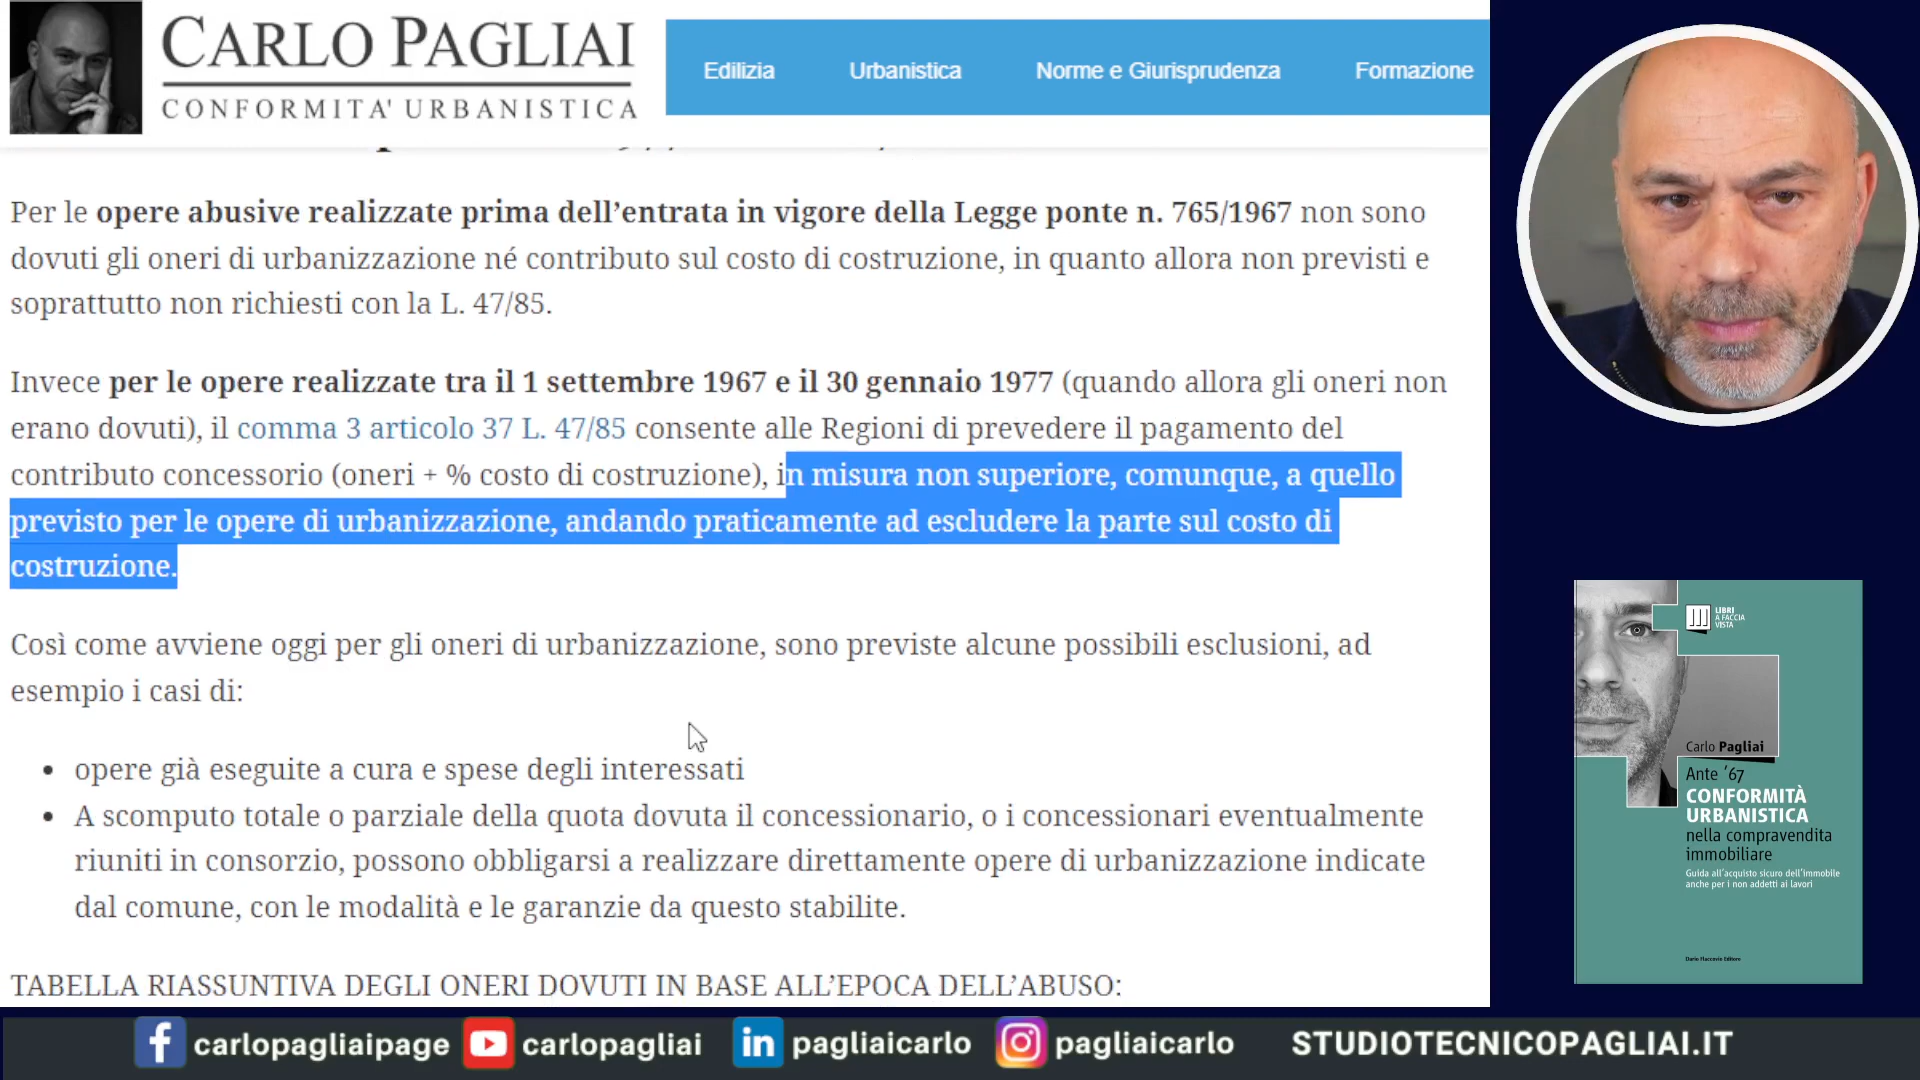 CARLO PAGLIAI
CONFORMITA' URBANISTICA
Edilizia Urbanistica Norme e Giurisprudenza Formazione
Per le opere abusive realizzate prima dell’entrata in vigore della Legge ponte n. 765/1967 non sono
dovuti gli oneri di urbanizzazione né contributo sul costo di costruzione, in quanto allora non previsti e
soprattutto non richiesti con la L. 47/85.
Invece per le opere realizzate tra il 1 settembre 1967 e il 30 gennaio 1977 (quando allora gli oneri non
erano dovuti), il comma 3 articolo 37 L. 47/85 consente alle Regioni di prevedere il pagamento del
contributo concessorio (oneri + % costo di costruzione), in misura non superiore, comunque, a quello
previsto per le opere di urbanizzazione, andando praticamente ad escludere la parte sul costo di
costruzione.
Così come avviene oggi per gli oneri di urbanizzazione, sono previste alcune possibili esclusioni, ad
esempio i casi di:
• opere già eseguite a cura e spese degli interessati
• A scomputo totale o parziale della quota dovuta il concessionario, o i concessionari eventualmente
riuniti in consorzio, possono obbligarsi a realizzare direttamente opere di urbanizzazione indicate
dal comune, con le modalità e le garanzie da questo stabilite.
TABELLA RIASSUNTIVA DEGLI ONERI DOVUTI IN BASE ALL’EPOCA DELL’ABUSO:
LIBRI
A FACCIA
VISTA
Carlo Pagliai
Ante ’67
CONFORMITÀ
URBANISTICA
nella compravendita
immobiliare
Guida all’acquisto sicuro dell’immobile
anche per i non addetti ai lavori
Dario Flaccovio Editore
carlopagliaipage carlopagliai pagliaicarlo pagliaicarlo STUDIOTECNICOPAGLIAI.IT